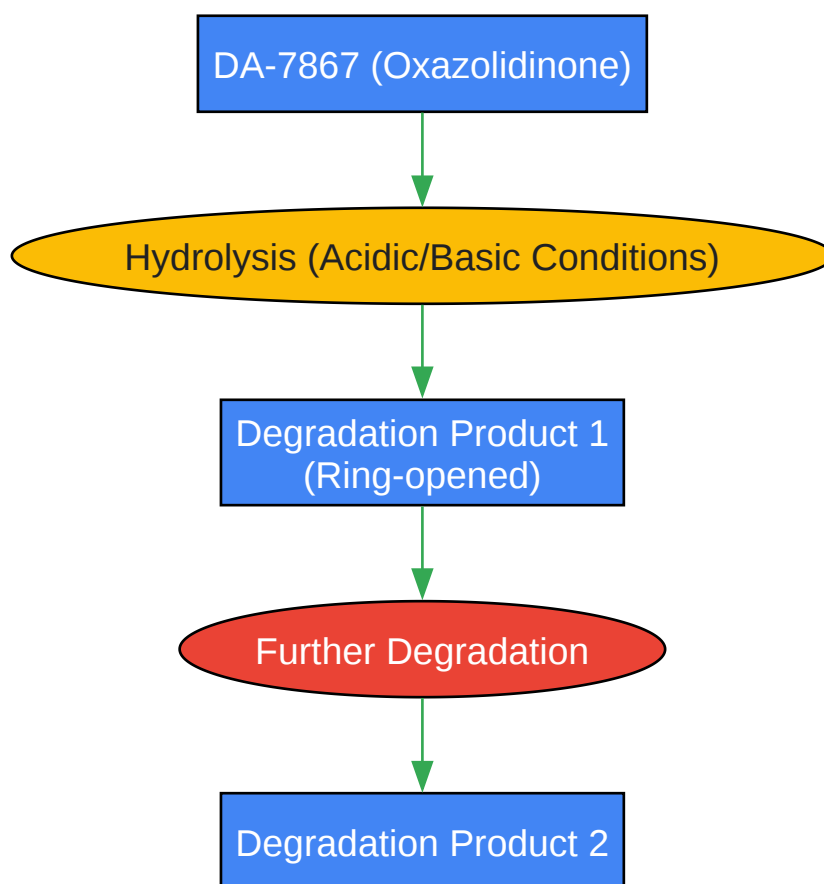 DA-7867 (Oxazolidinone)
Hydrolysis (Acidic/Basic Conditions)
Degradation Product 1
(Ring-opened)
Further Degradation
Degradation Product 2